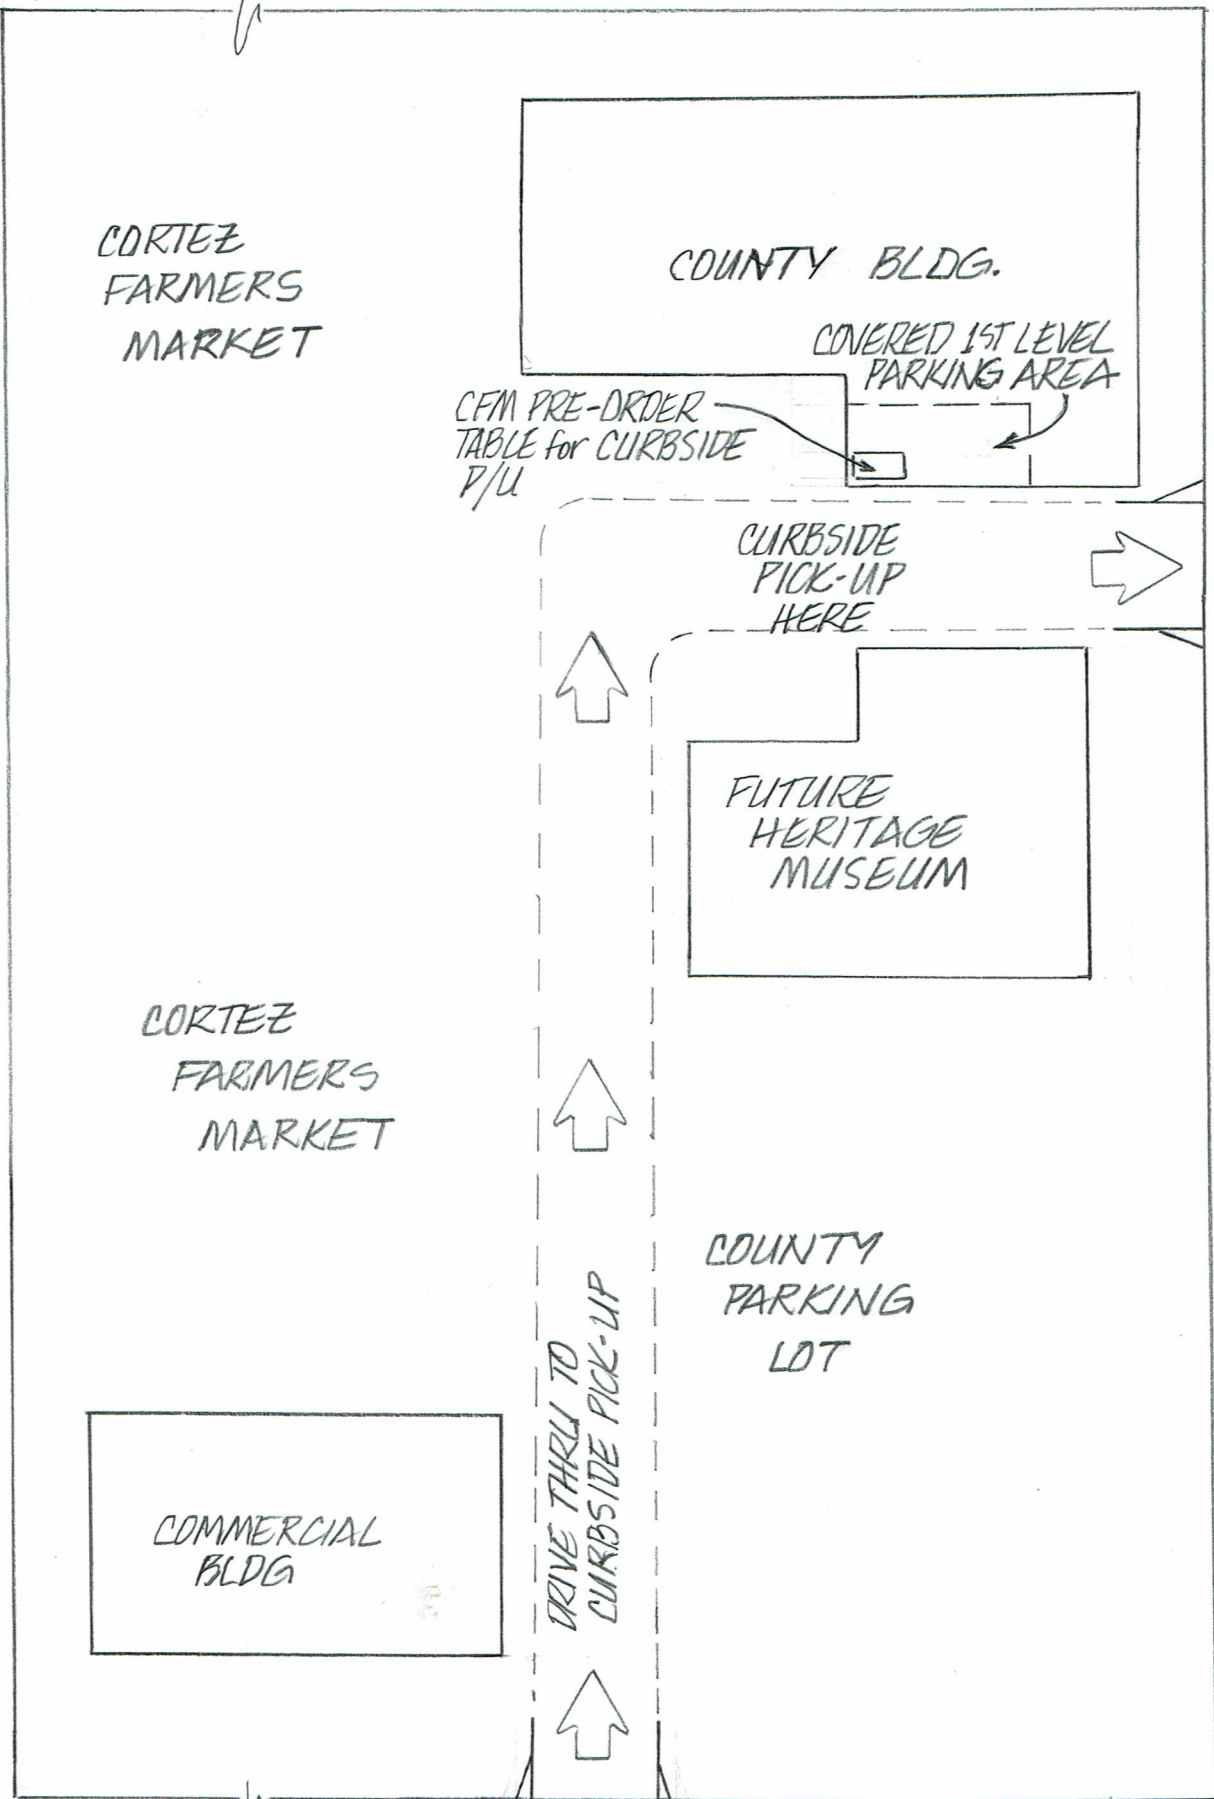 CORTEZ
FARMERS
MARKET
COUNTY BLDG.
COVERED 1ST LEVEL
PARKING AREA
CFM PRE-ORDER
TABLE for CURBSIDE
P/U
CURBSIDE
PICK-UP
HERE
FUTURE
HERITAGE
MUSEUM
CORTEZ
FARMERS
MARKET
COUNTY
PARKING
LOT
DRIVE THRU TO
CURBSIDE PICK-UP
COMMERCIAL
BLDG